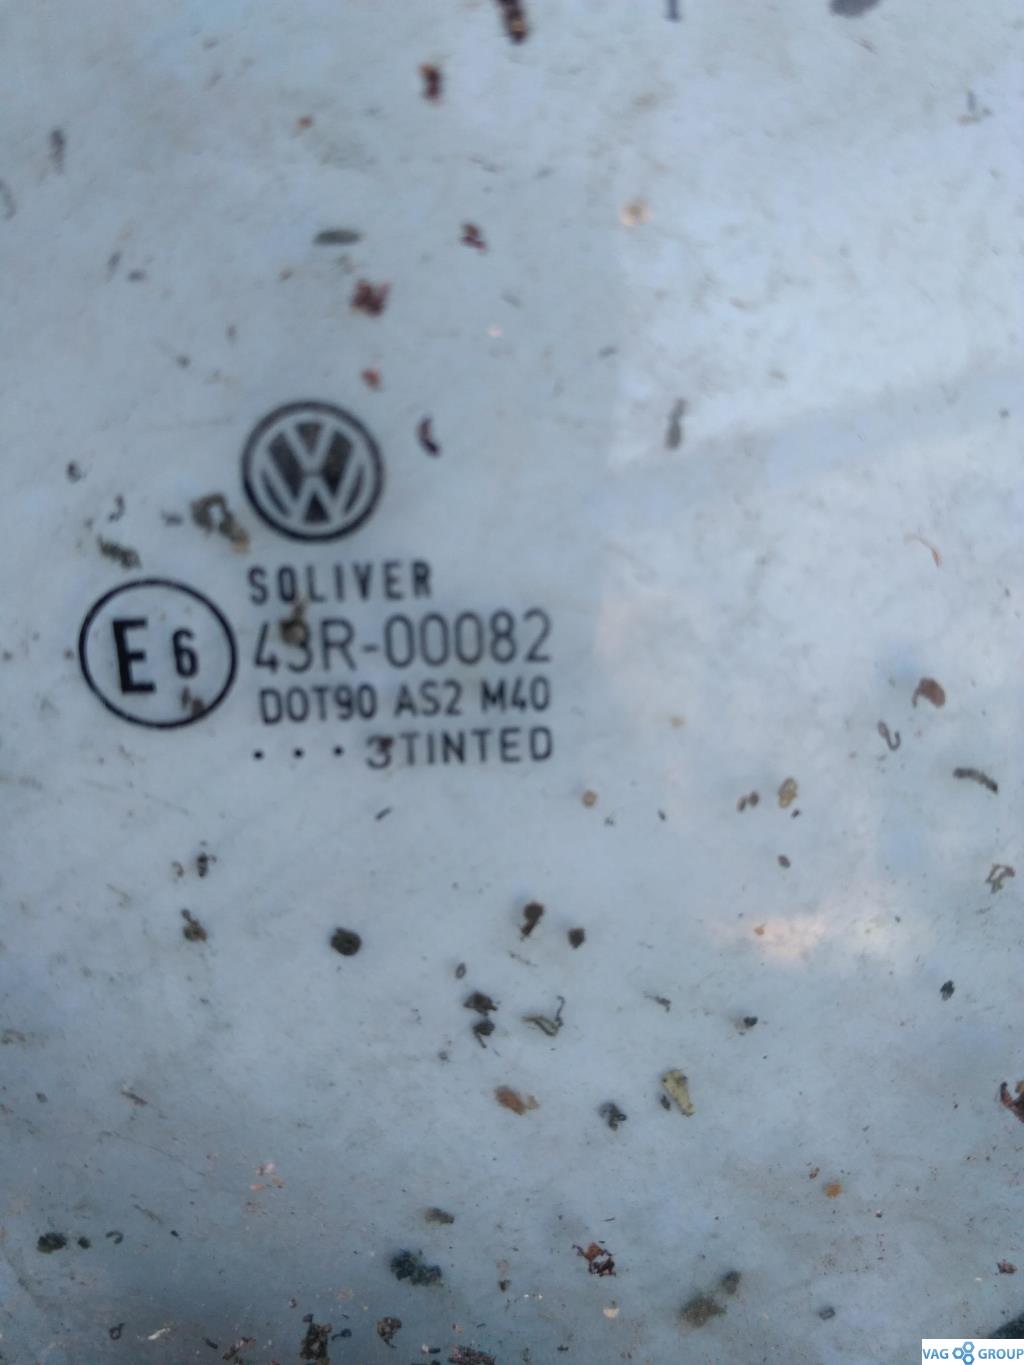 SOLIVER
E6
43R-00082
DOT90 AS2 M40
...3TINTED
VAG GROUP